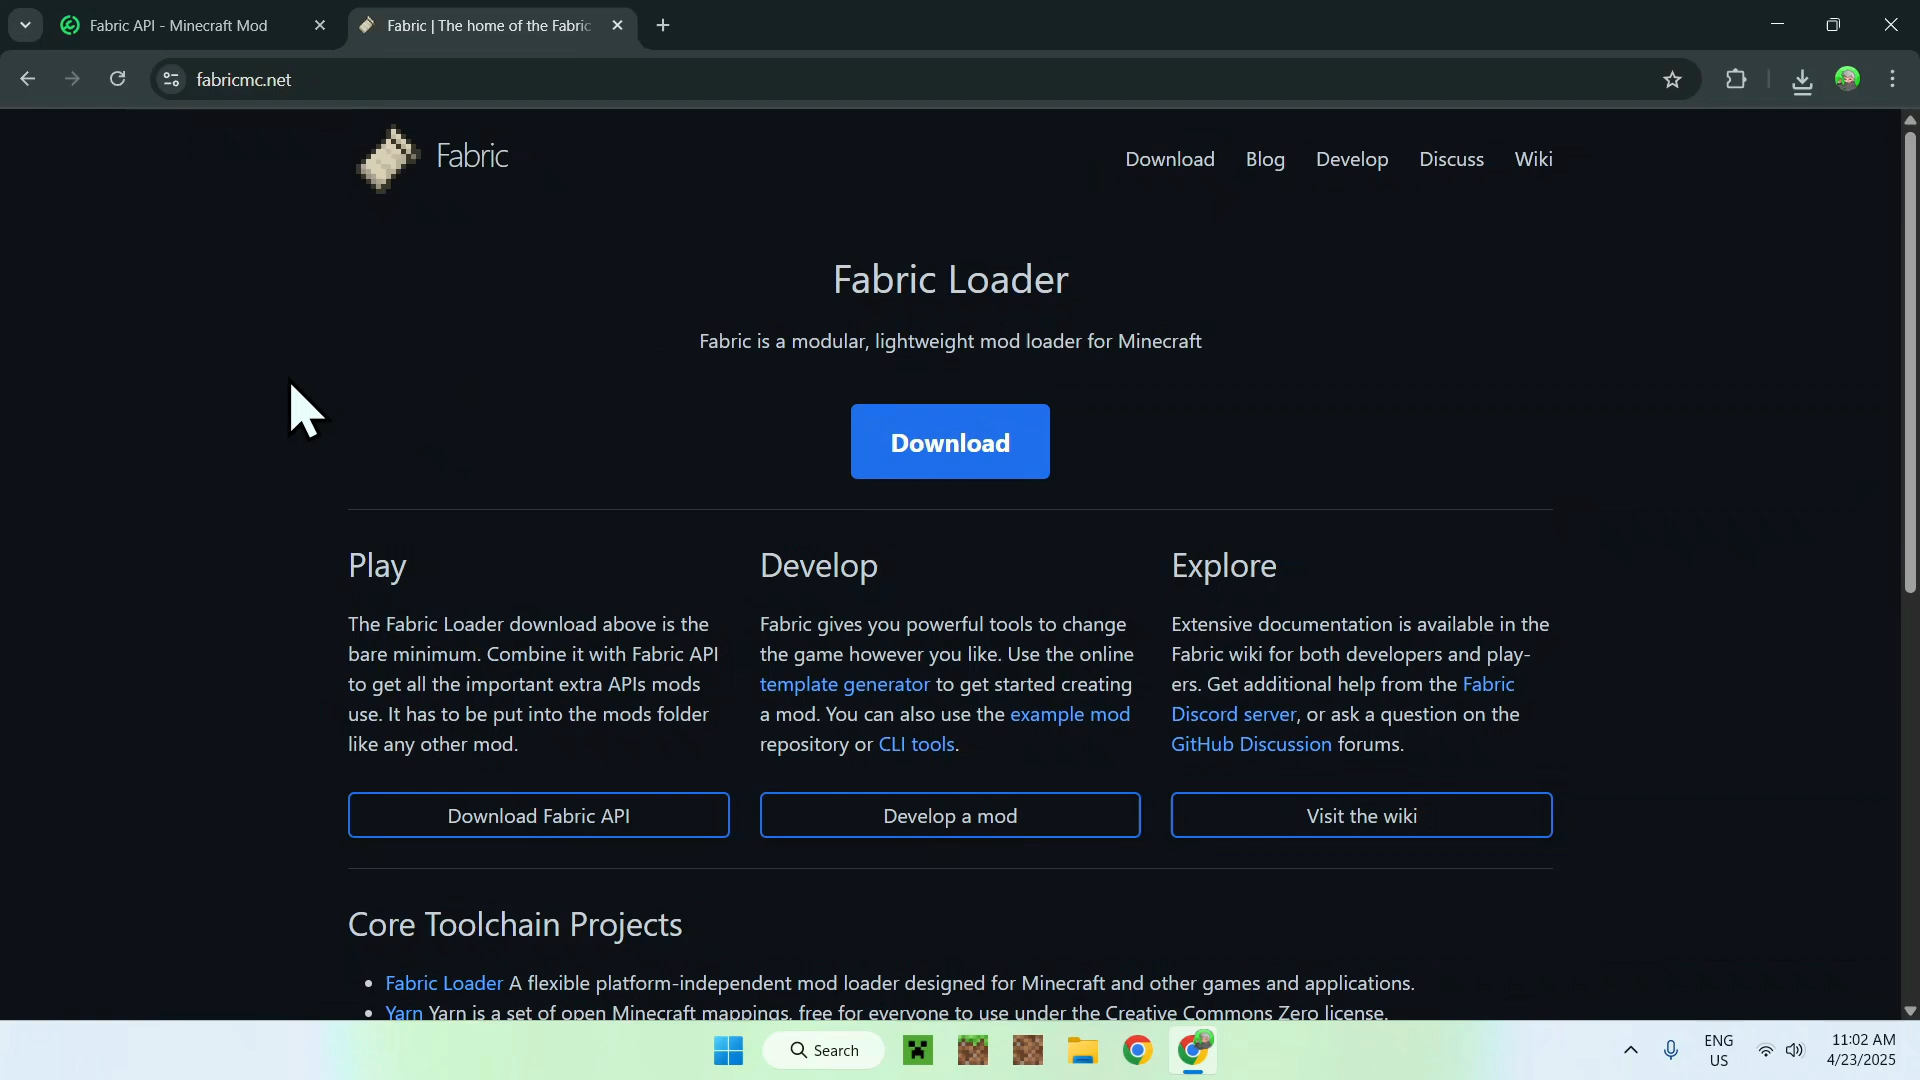 Fabric API - Minecraft Mod
Fabric | The home of the Fabric
fabricmc.net
Fabric
Download
Blog
Develop
Discuss
Wiki
Fabric Loader
Fabric is a modular, lightweight mod loader for Minecraft
Download
Play
The Fabric Loader download above is the
bare minimum. Combine it with Fabric API
to get all the important extra APIs mods
use. It has to be put into the mods folder
like any other mod.
Download Fabric API
Develop
Fabric gives you powerful tools to change
the game however you like. Use the online
template generator to get started creating
a mod. You can also use the example mod
repository or CLI tools.
Develop a mod
Explore
Extensive documentation is available in the
Fabric wiki for both developers and play-
ers. Get additional help from the Fabric
Discord server, or ask a question on the
GitHub Discussion forums.
Visit the wiki
Core Toolchain Projects
• Fabric Loader A flexible platform-independent mod loader designed for Minecraft and other games and applications.
• Yarn Yarn is a set of open Minecraft mappings, free for everyone to use under the Creative Commons Zero license.
Search
ENG
US
11:02 AM
4/23/2025